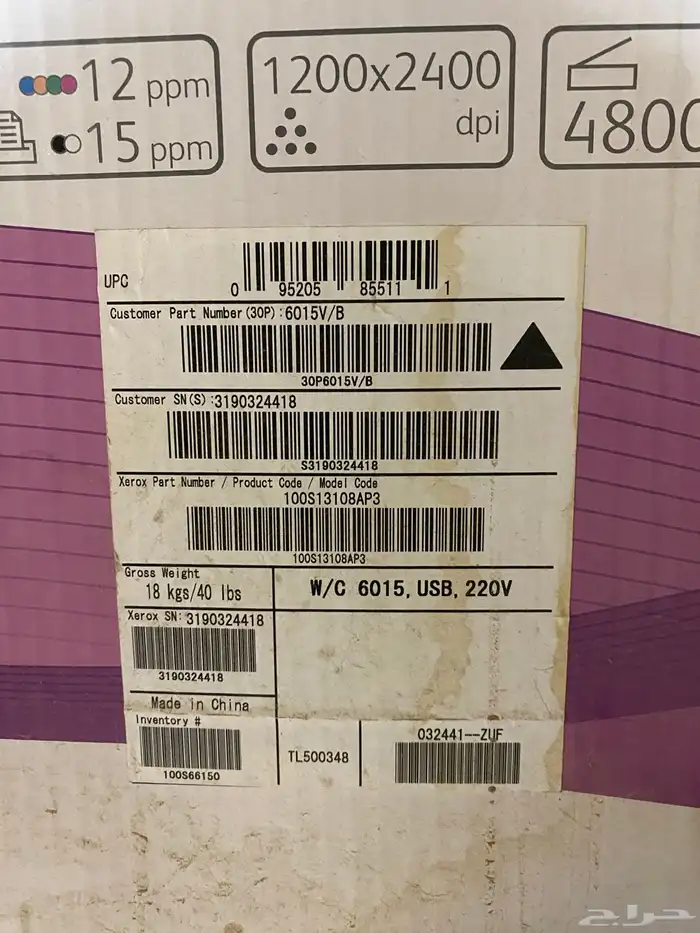 12 ppm
15 ppm
1200x2400
dpi
4800
UPC
0 95205 85511 1
Customer Part Number(30P):6015V/B
30P6015V/B
Customer SN(S):3190324418
S3190324418
Xerox Part Number / Product Code / Model Code
100S13108AP3
100S13108AP3
Gross Weight
18 kgs/40 lbs
W/C 6015, USB, 220V
Xerox SN: 3190324418
3190324418
Made in China
Inventory #
100S66150
TL500348
032441--ZUF
حراج